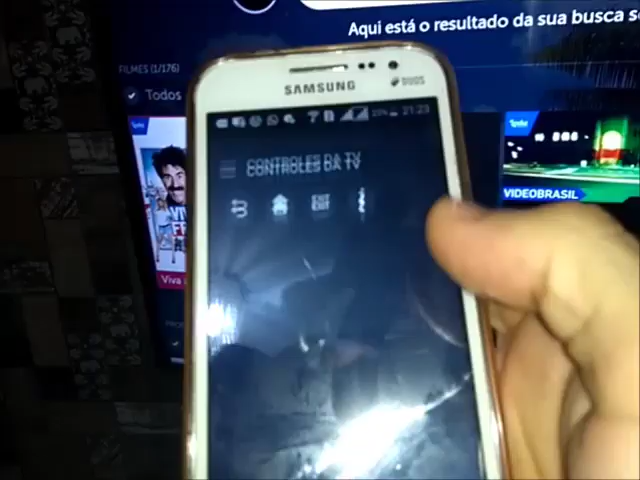 Aqui está o resultado da sua busca
FILMES (1/176)
Todos
SAMSUNG
DUOS
21:23
CONTROLES DA TV
EXIT
VIDEOBRASIL
Viva